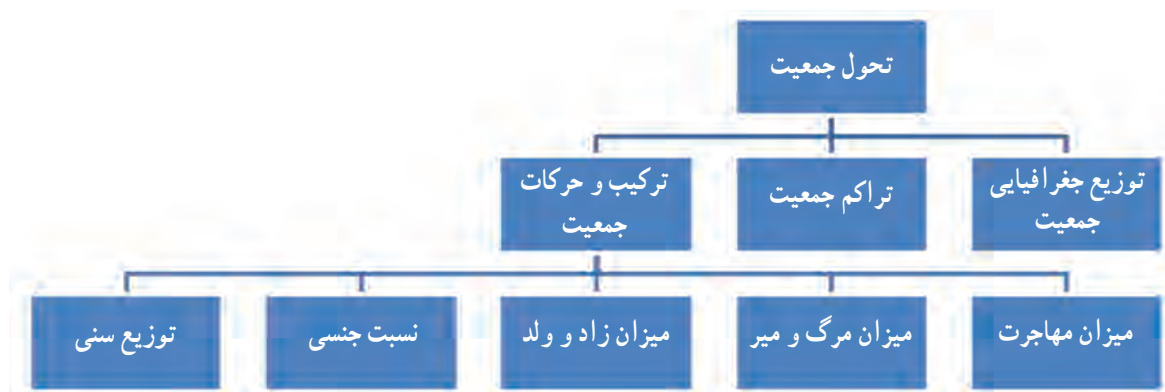 تحول جمعیت
توزیع جغرافیایی
جمعیت
تراکم جمعیت
ترکیب و حرکات
جمعیت
میزان مهاجرت
میزان مرگ و میر
میزان زاد و ولد
نسبت جنسی
توزیع سنی